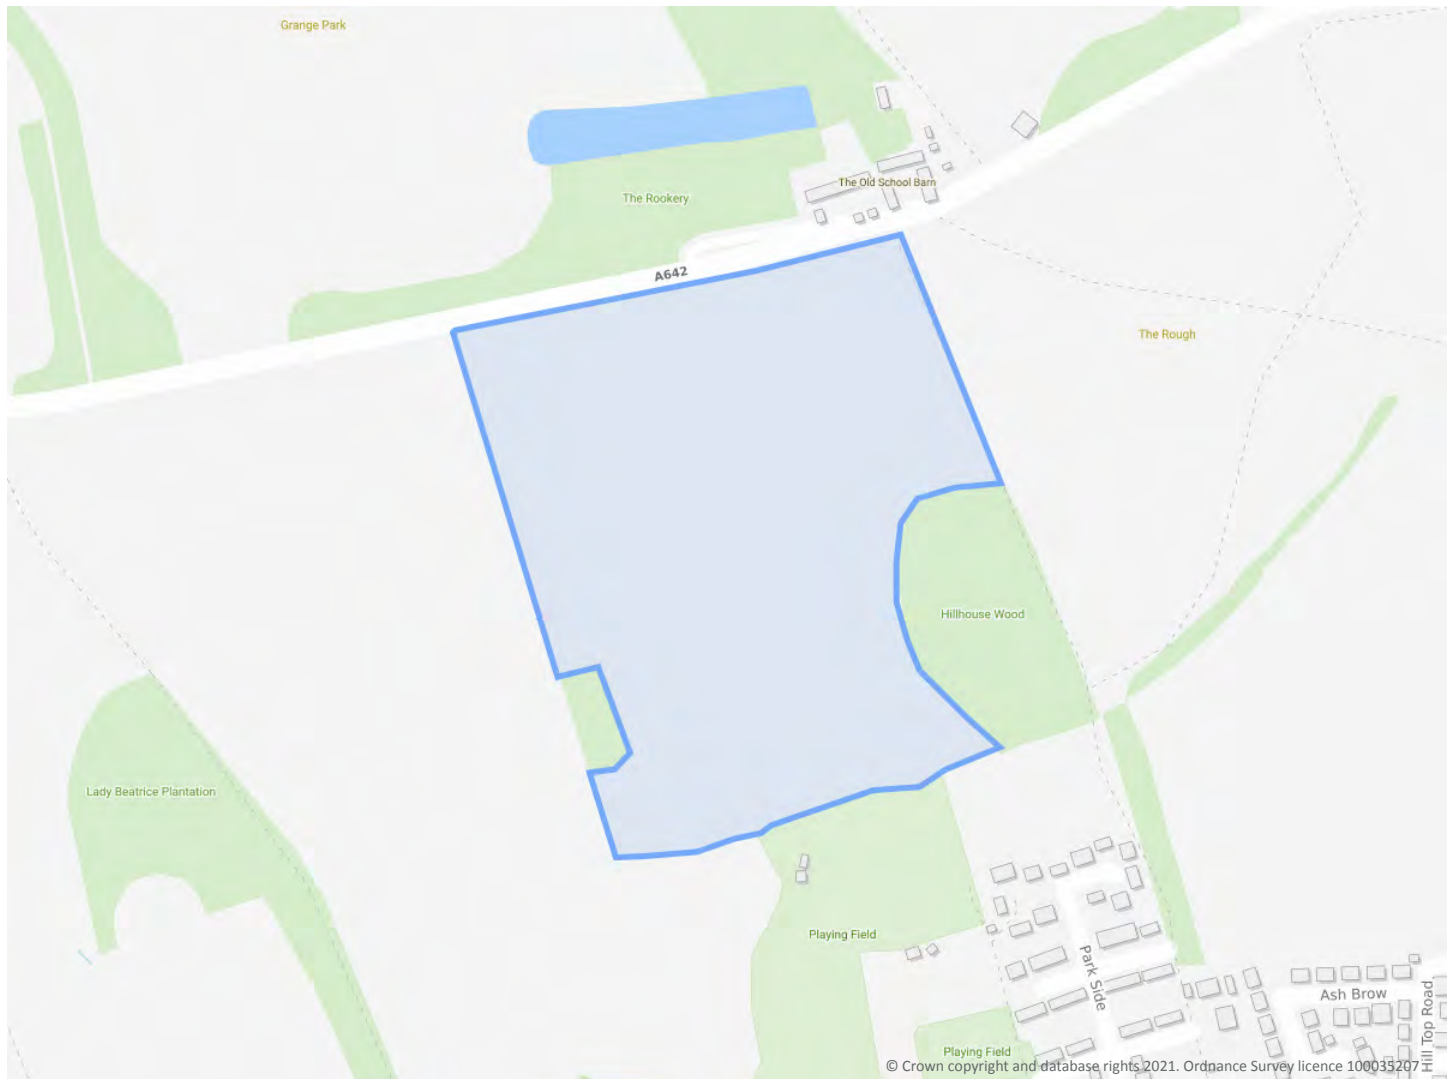 Grange Park
The Old School Barn
The Rookery
A642
The Rough
Hillhouse Wood
Lady Beatrice Plantation
Playing Field
Park Side
Ash Brow
Hill Top Road
Playing Field
© Crown copyright and database rights 2021. Ordnance Survey licence 100035207